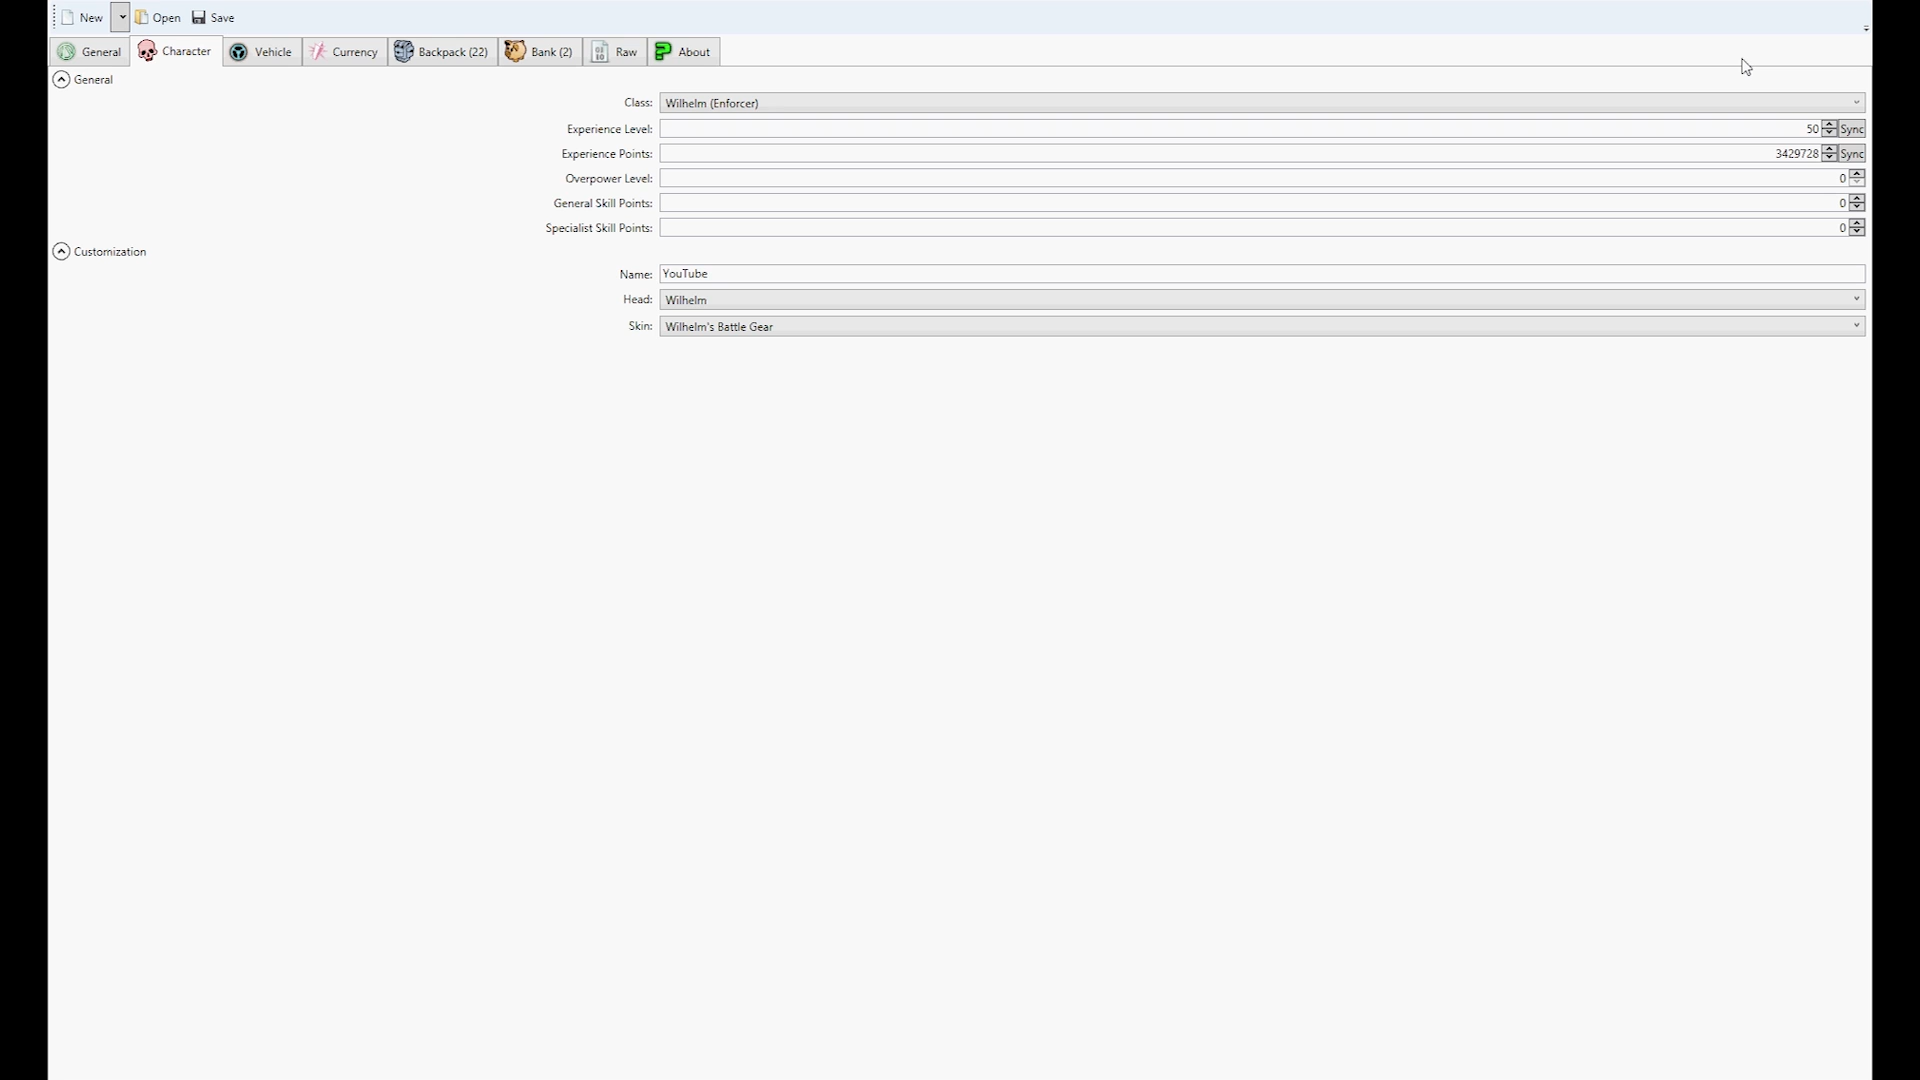 New Open Save
General Character Vehicle Currency Backpack (22) Bank (2) Raw About
General
Class: Wilhelm (Enforcer)
Experience Level: 50 Sync
Experience Points: 3429728 Sync
Overpower Level: 0
General Skill Points: 0
Specialist Skill Points: 0
Customization
Name: YouTube
Head: Wilhelm
Skin: Wilhelm's Battle Gear